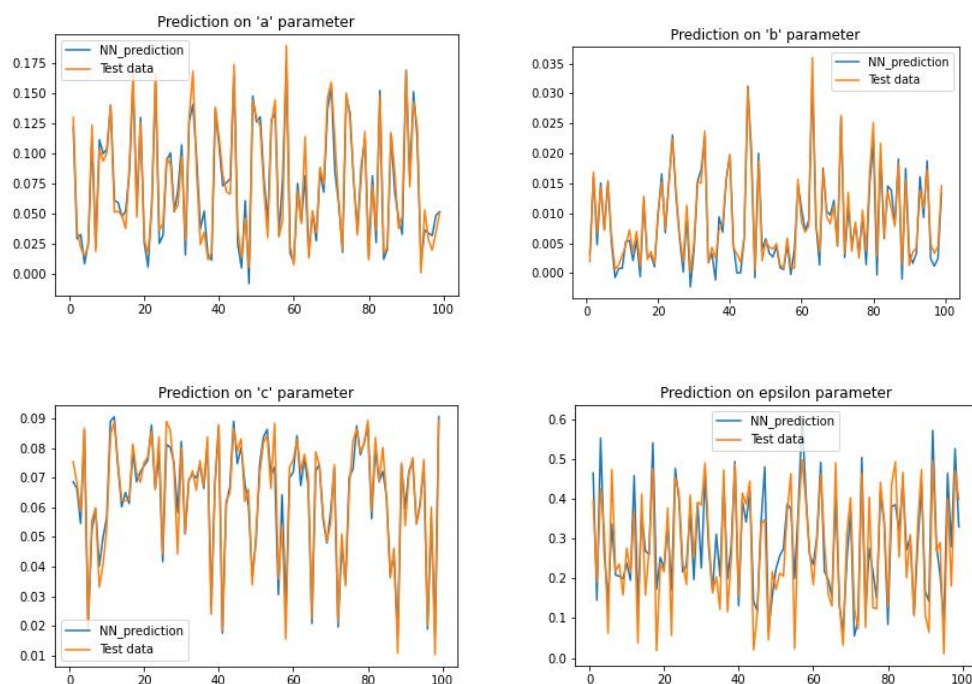 Prediction on 'a' parameter
NN_prediction
Test data
0.175
0.150
0.125
0.100
0.075
0.050
0.025
0.000
0 20 40 60 80 100
Prediction on 'b' parameter
NN_prediction
Test data
0.035
0.030
0.025
0.020
0.015
0.010
0.005
0.000
0 20 40 60 80 100
Prediction on 'c' parameter
0.09
0.08
0.07
0.06
0.05
0.04
0.03
0.02
0.01
NN_prediction
Test data
0 20 40 60 80 100
Prediction on epsilon parameter
NN_prediction
Test data
0.6
0.5
0.4
0.3
0.2
0.1
0.0
0 20 40 60 80 100